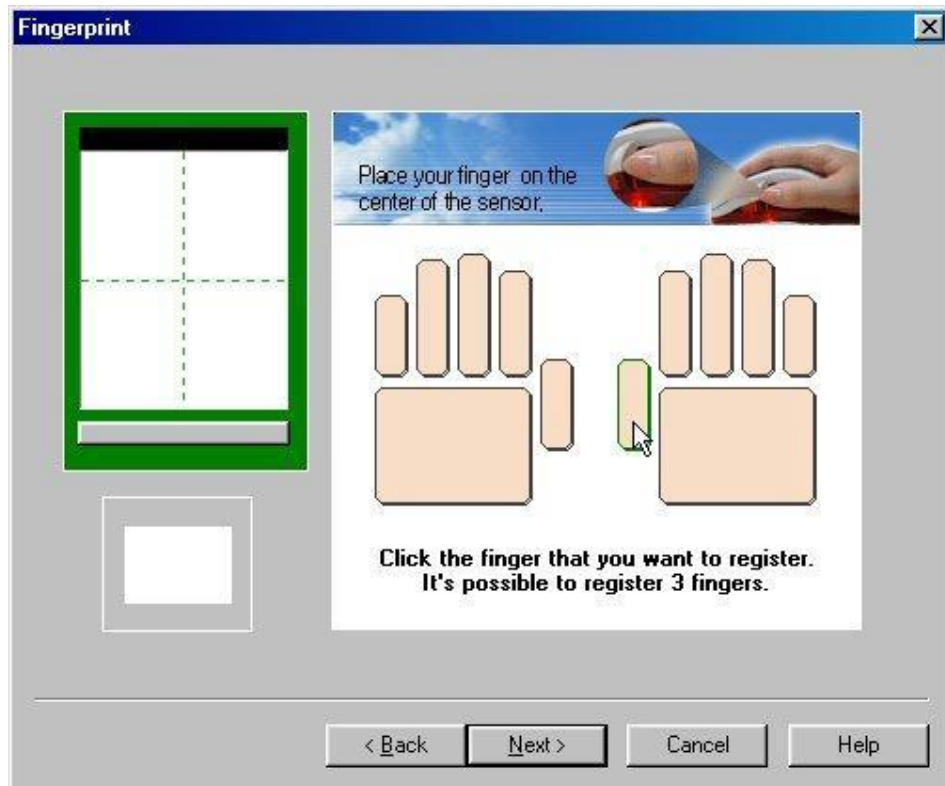 Fingerprint
Place your finger on the
center of the sensor,
Click the finger that you want to register.
It's possible to register 3 fingers.
< Back
Next >
Cancel
Help